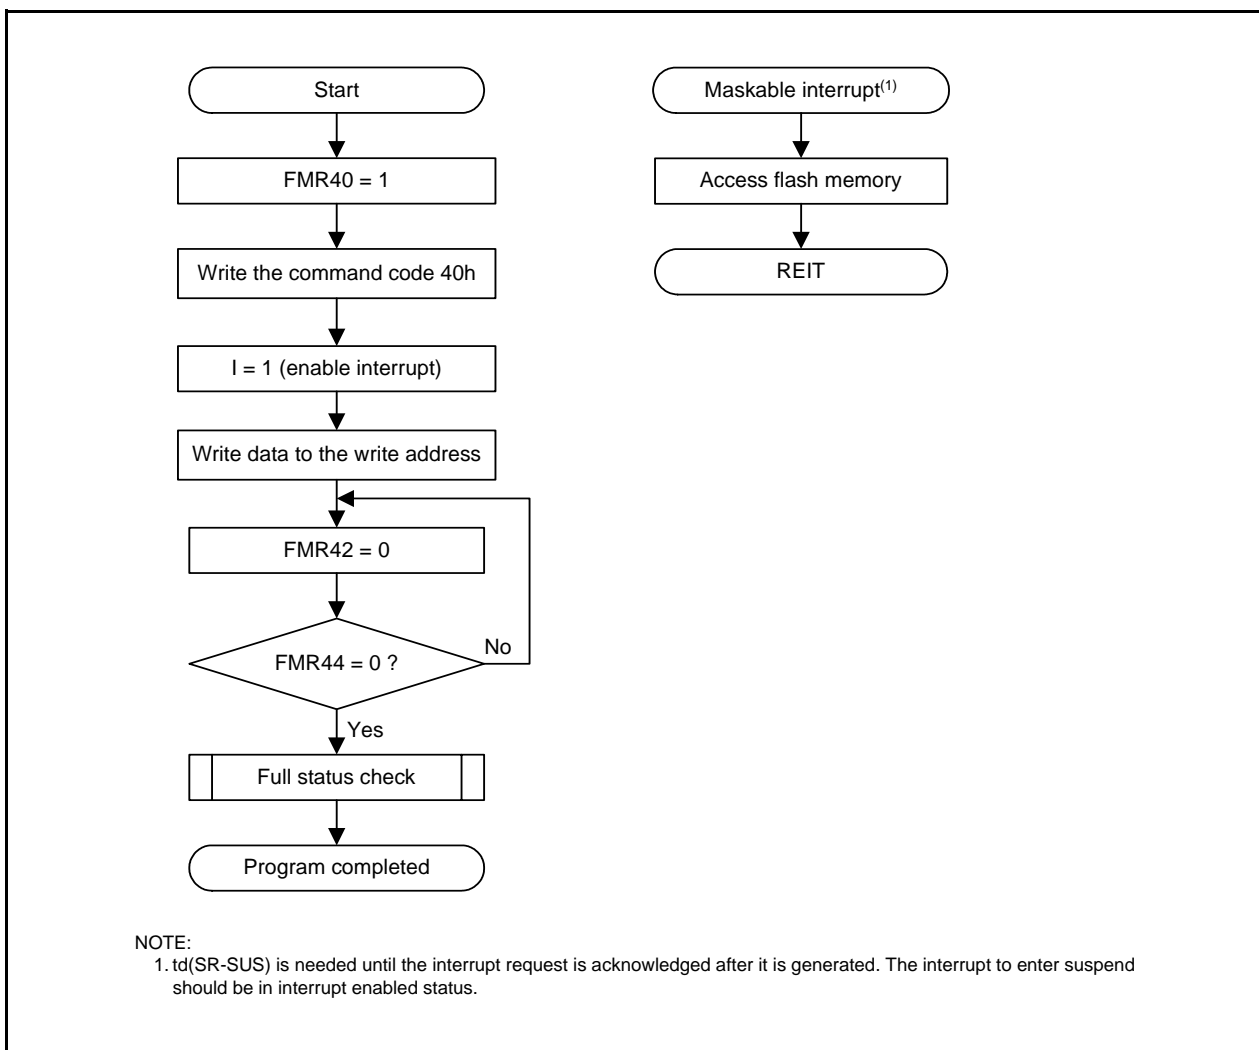 Start
FMR40 = 1
Write the command code 40h
I = 1 (enable interrupt)
Write data to the write address
FMR42 = 0
FMR44 = 0 ?
No
Yes
Full status check
Program completed
Maskable interrupt(1)
Access flash memory
REIT
NOTE:
1. td(SR-SUS) is needed until the interrupt request is acknowledged after it is generated. The interrupt to enter suspend
should be in interrupt enabled status.